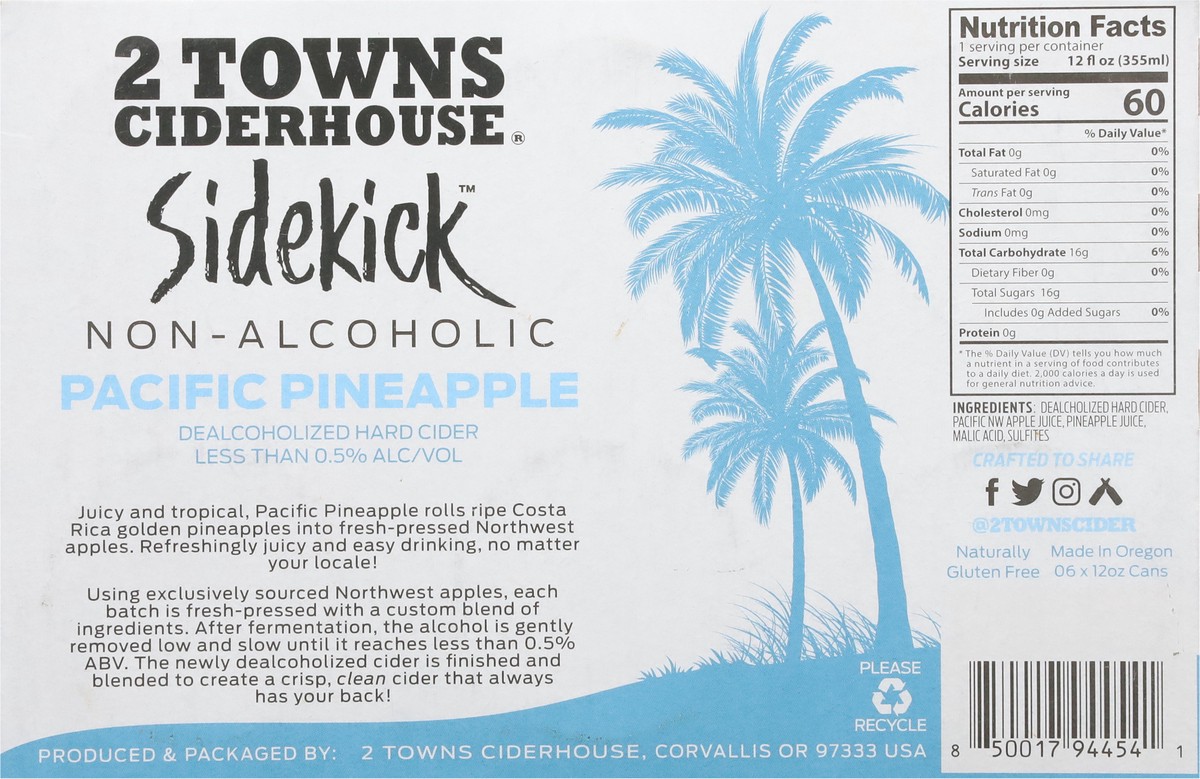 2 TOWNS
CIDERHOUSE®
Sidekick™
NON-ALCOHOLIC
PACIFIC PINEAPPLE
DEALCOHOLIZED HARD CIDER
LESS THAN 0.5% ALC/VOL
Juicy and tropical, Pacific Pineapple rolls ripe Costa
Rica golden pineapples into fresh-pressed Northwest
apples. Refreshingly juicy and easy drinking, no matter
your locale!
Using exclusively sourced Northwest apples, each
batch is fresh-pressed with a custom blend of
ingredients. After fermentation, the alcohol is gently
removed low and slow until it reaches less than 0.5%
ABV. The newly dealcoholized cider is finished and
blended to create a crisp, clean cider that always
has your back!
PRODUCED & PACKAGED BY: 2 TOWNS CIDERHOUSE, CORVALLIS OR 97333 USA
PLEASE
RECYCLE
Nutrition Facts
1 serving per container
Serving size 12 fl oz (355ml)
Amount per serving
Calories 60
% Daily Value*
Total Fat 0g 0%
Saturated Fat 0g 0%
Trans Fat 0g 0%
Cholesterol 0mg 0%
Sodium 0mg 0%
Total Carbohydrate 16g 6%
Dietary Fiber 0g 0%
Total Sugars 16g
Includes 0g Added Sugars 0%
Protein 0g
* The % Daily Value (DV) tells you how much
a nutrient in a serving of food contributes
to a daily diet. 2,000 calories a day is used
for general nutrition advice.
INGREDIENTS: DEALCHOLIZED HARD CIDER,
PACIFIC NW APPLE JUICE, PINEAPPLE JUICE,
MALIC ACID, SULFITES
CRAFTED TO SHARE
@2TOWNSCIDER
Naturally Made In Oregon
Gluten Free 06 x 12oz Cans
8 50017 94454 1